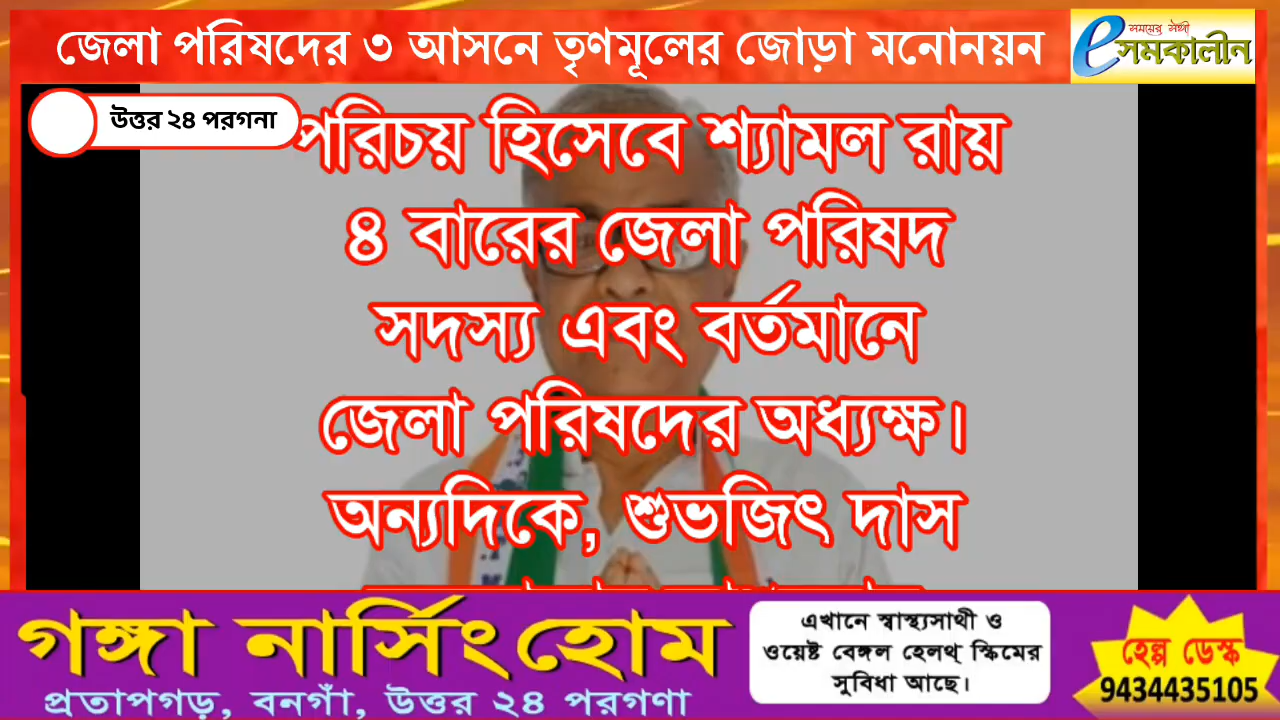 জেলা পরিষদের ৩ আসনে তৃণমূলের জোড়া মনোনয়ন
সময়ের সঙ্গী
e সমকালীন
উত্তর ২৪ পরগনা
পরিচয় হিসেবে শ্যামল রায়
৪ বারের জেলা পরিষদ
সদস্য এবং বর্তমানে
জেলা পরিষদের অধ্যক্ষ।
অন্যদিকে, শুভজিৎ দাস
গঙ্গা নার্সিংহোম
প্রতাপগড়, বনগাঁ, উত্তর ২৪ পরগণা
এখানে স্বাস্থ্যসাথী ও
ওয়েষ্ট বেঙ্গল হেলথ্ স্কিমের
সুবিধা আছে।
হেল্প ডেস্ক
9434435105